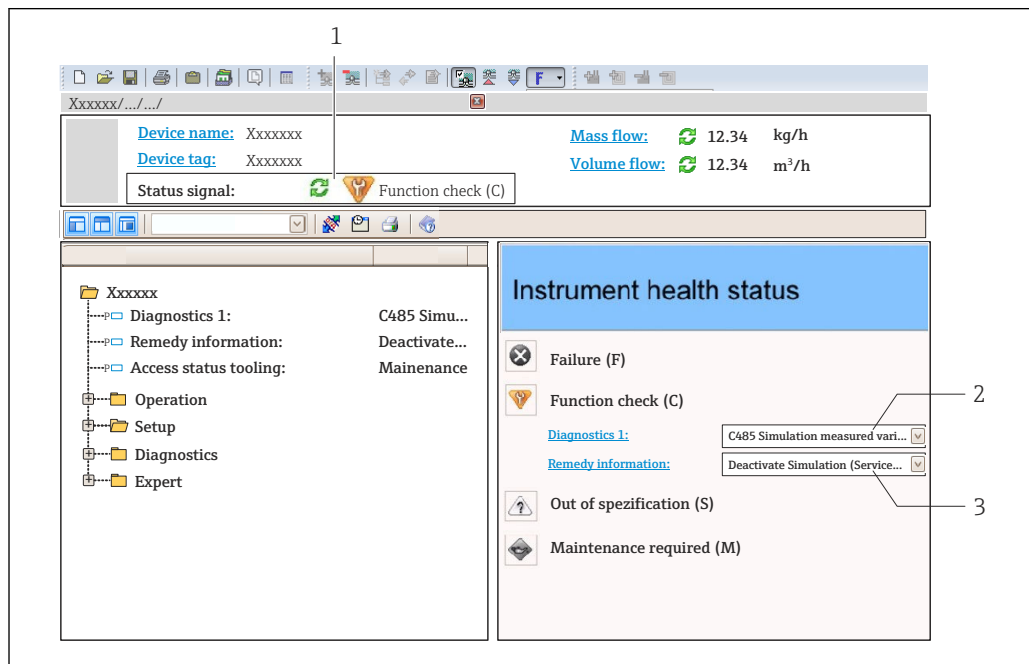 1
F
Xxxxxx/.../.../
Device name: Xxxxxxx
Mass flow: 12.34 kg/h
Device tag: Xxxxxxx
Volume flow: 12.34 m³/h
Status signal: Function check (C)
Instrument health status
Xxxxxx
Diagnostics 1: C485 Simu...
Remedy information: Deactivate...
Access status tooling: Mainenance
Operation
Setup
Diagnostics
Expert
Failure (F)
Function check (C)
Diagnostics 1: C485 Simulation measured vari...
2
Remedy information: Deactivate Simulation (Service...
3
Out of spezification (S)
Maintenance required (M)